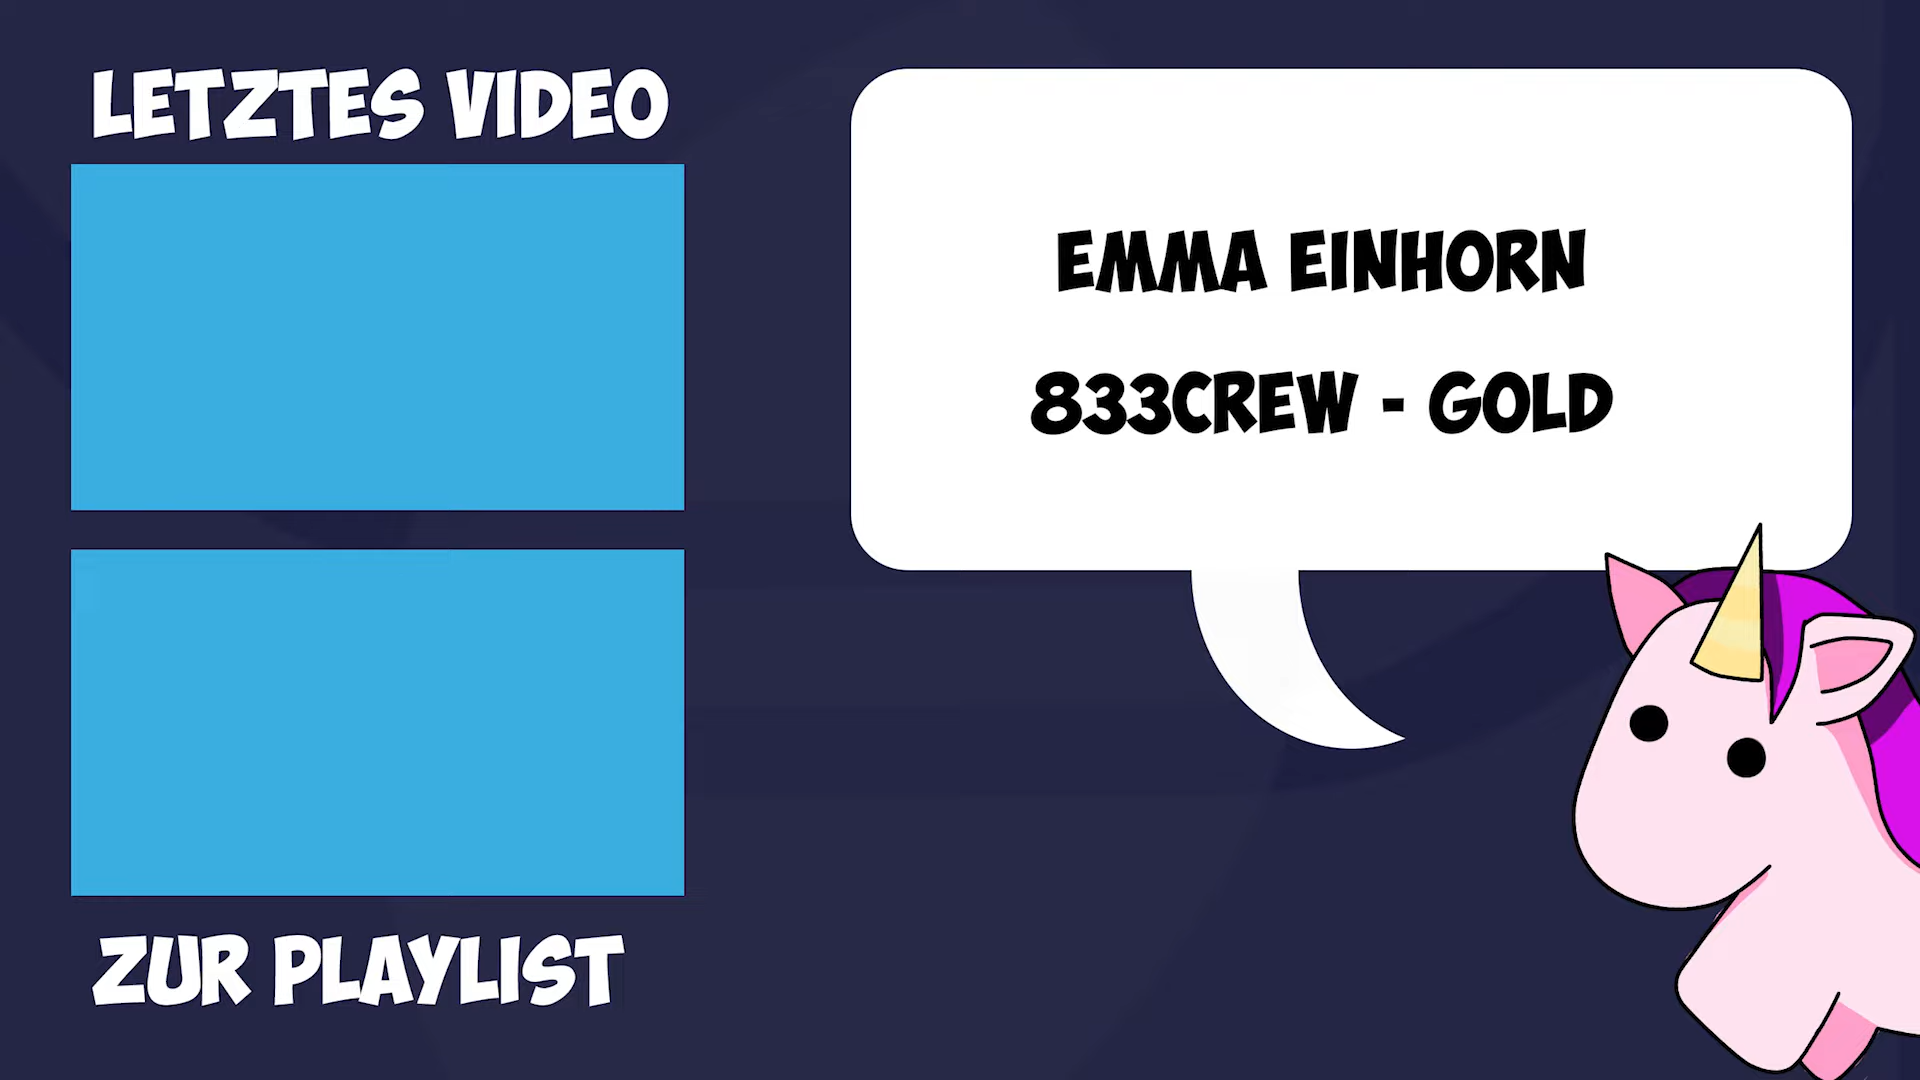 LETZTES VIDEO
ZUR PLAYLIST
EMMA EINHORN
833CREW - GOLD